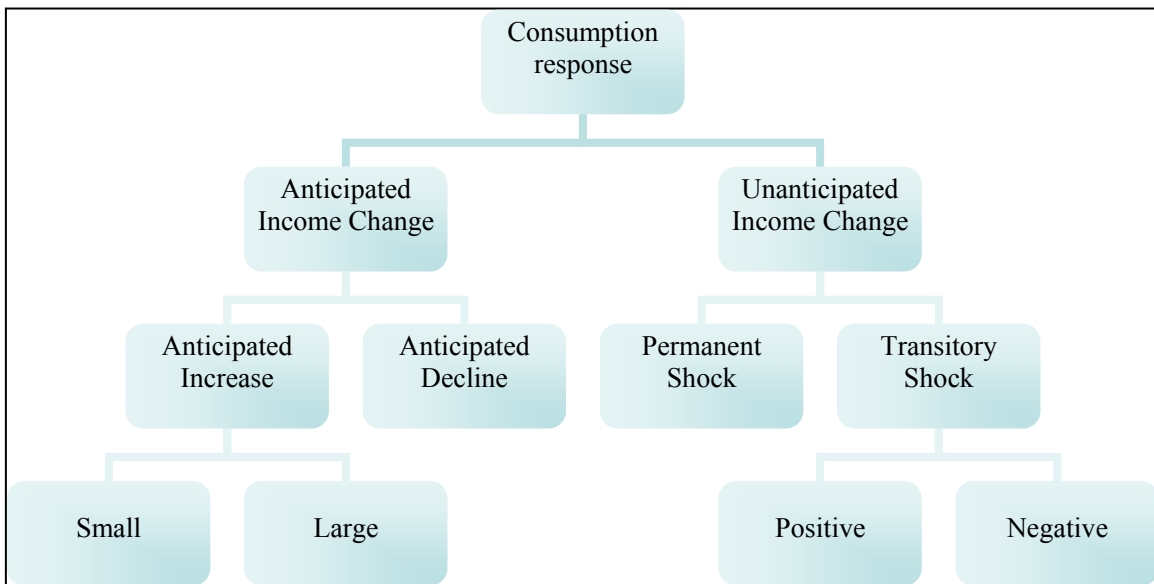 Consumption
response
Anticipated
Income Change
Unanticipated
Income Change
Anticipated
Increase
Anticipated
Decline
Permanent
Shock
Transitory
Shock
Small
Large
Positive
Negative